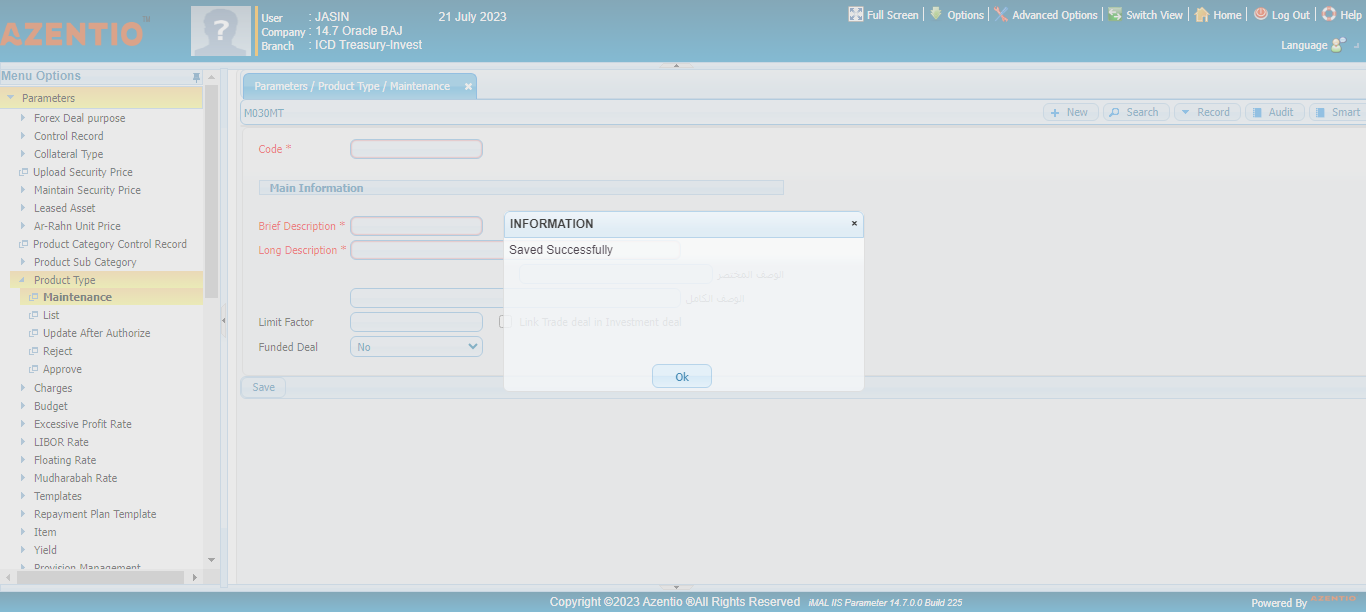 AZENTIO™
?
User : JASIN 21 July 2023
Company : 14.7 Oracle BAJ
Branch : ICD Treasury-Invest
Full Screen Options Advanced Options Switch View Home Log Out Help
Language
Menu Options
Parameters
Forex Deal purpose
Control Record
Collateral Type
Upload Security Price
Maintain Security Price
Leased Asset
Ar-Rahn Unit Price
Product Category Control Record
Product Sub Category
Product Type
Maintenance
List
Update After Authorize
Reject
Approve
Charges
Budget
Excessive Profit Rate
LIBOR Rate
Floating Rate
Mudharabah Rate
Templates
Repayment Plan Template
Item
Yield
Provision Management
Parameters / Product Type / Maintenance
M030MT
New Search Record Audit Smart
Code *
Main Information
Brief Description *
Long Description *
الوصف المختصر
الوصف الكامل
Limit Factor
Link Trade deal in Investment deal
Funded Deal No
Save
INFORMATION
Saved Successfully
Ok
Copyright ©2023 Azentio ®All Rights Reserved iMAL IIS Parameter 14.7.0.0 Build 225
Powered By AZENTIO